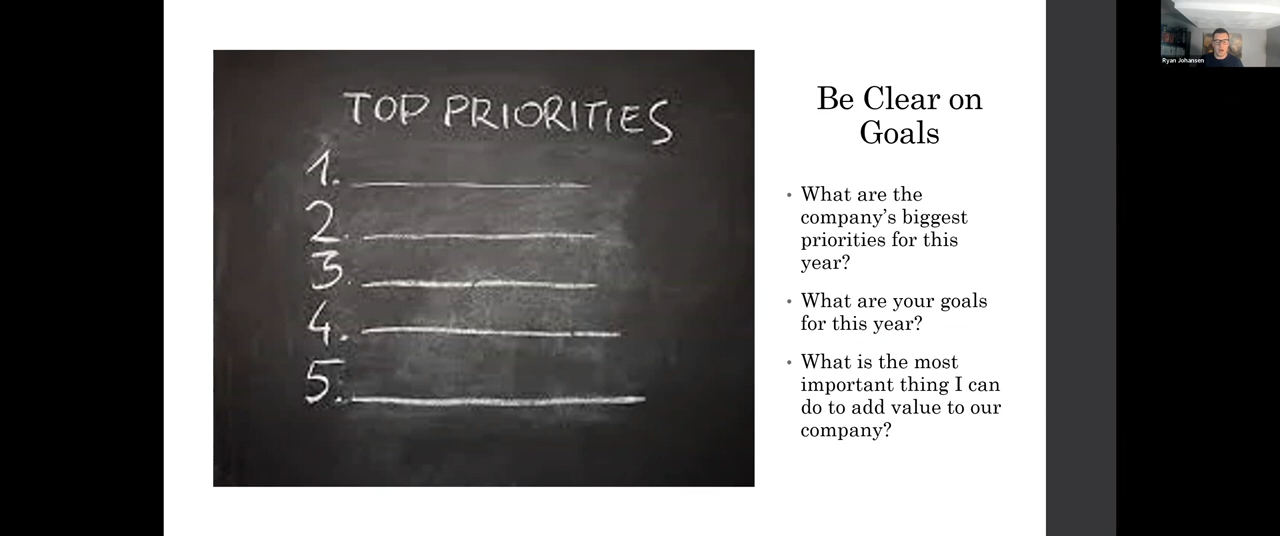 TOP PRIORITIES
1.
2.
3.
4.
5.
Be Clear on
Goals
• What are the
company’s biggest
priorities for this
year?
• What are your goals
for this year?
• What is the most
important thing I can
do to add value to our
company?
Ryan Johansen